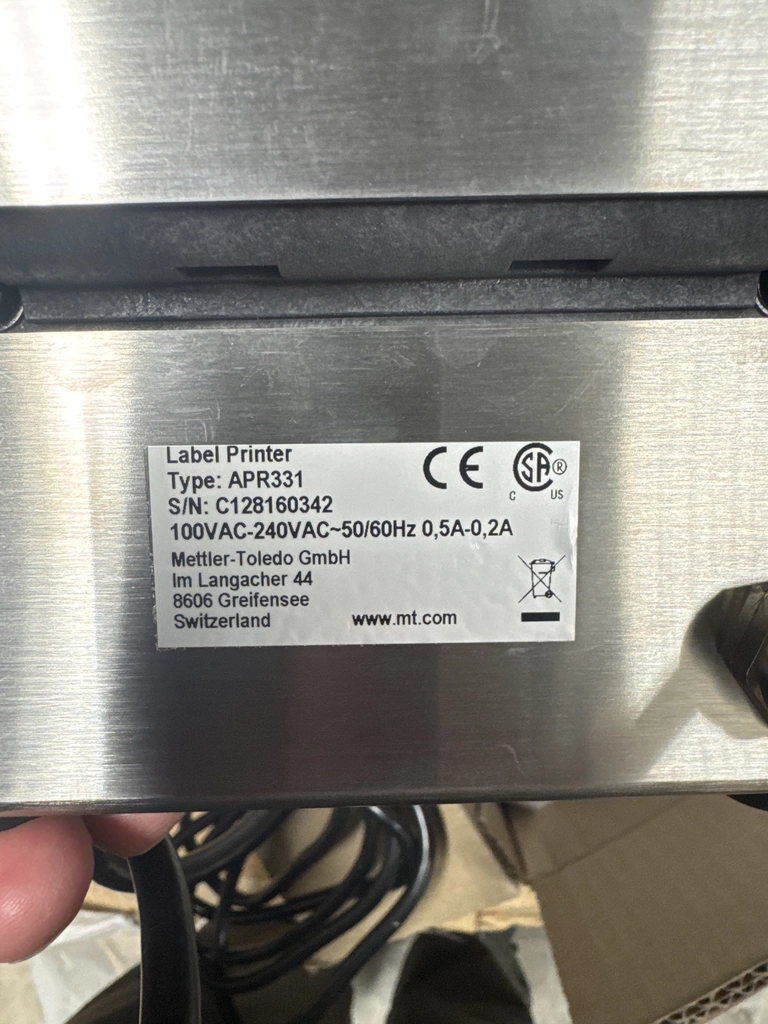 Label Printer
Type: APR331
S/N: C128160342
100VAC-240VAC~50/60Hz 0,5A-0,2A
Mettler-Toledo GmbH
Im Langacher 44
8606 Greifensee
Switzerland
www.mt.com
CE
C SA® US